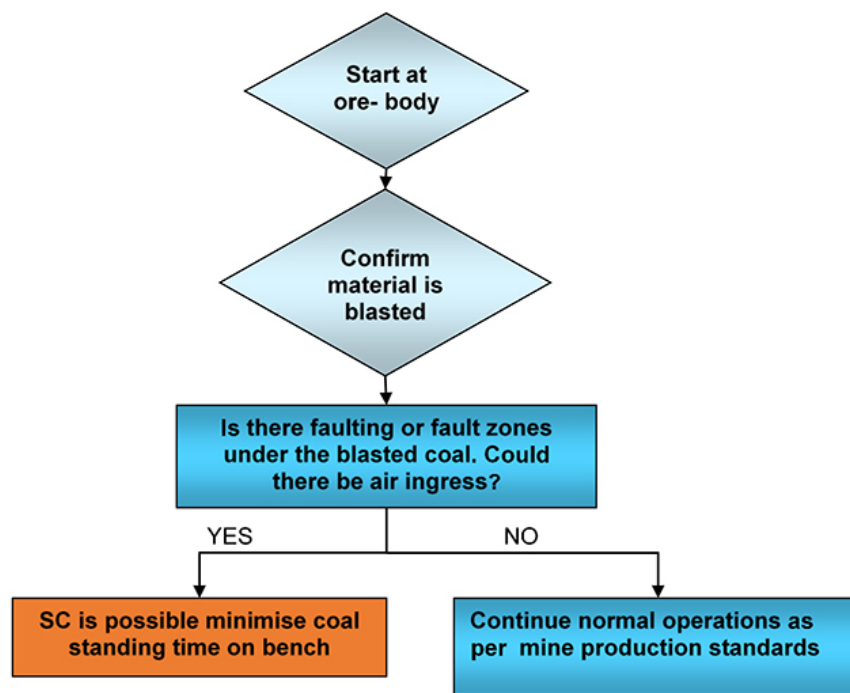 Start at
ore- body
Confirm
material is
blasted
Is there faulting or fault zones
under the blasted coal. Could
there be air ingress?
YES
NO
SC is possible minimise coal
standing time on bench
Continue normal operations as
per  mine production standards